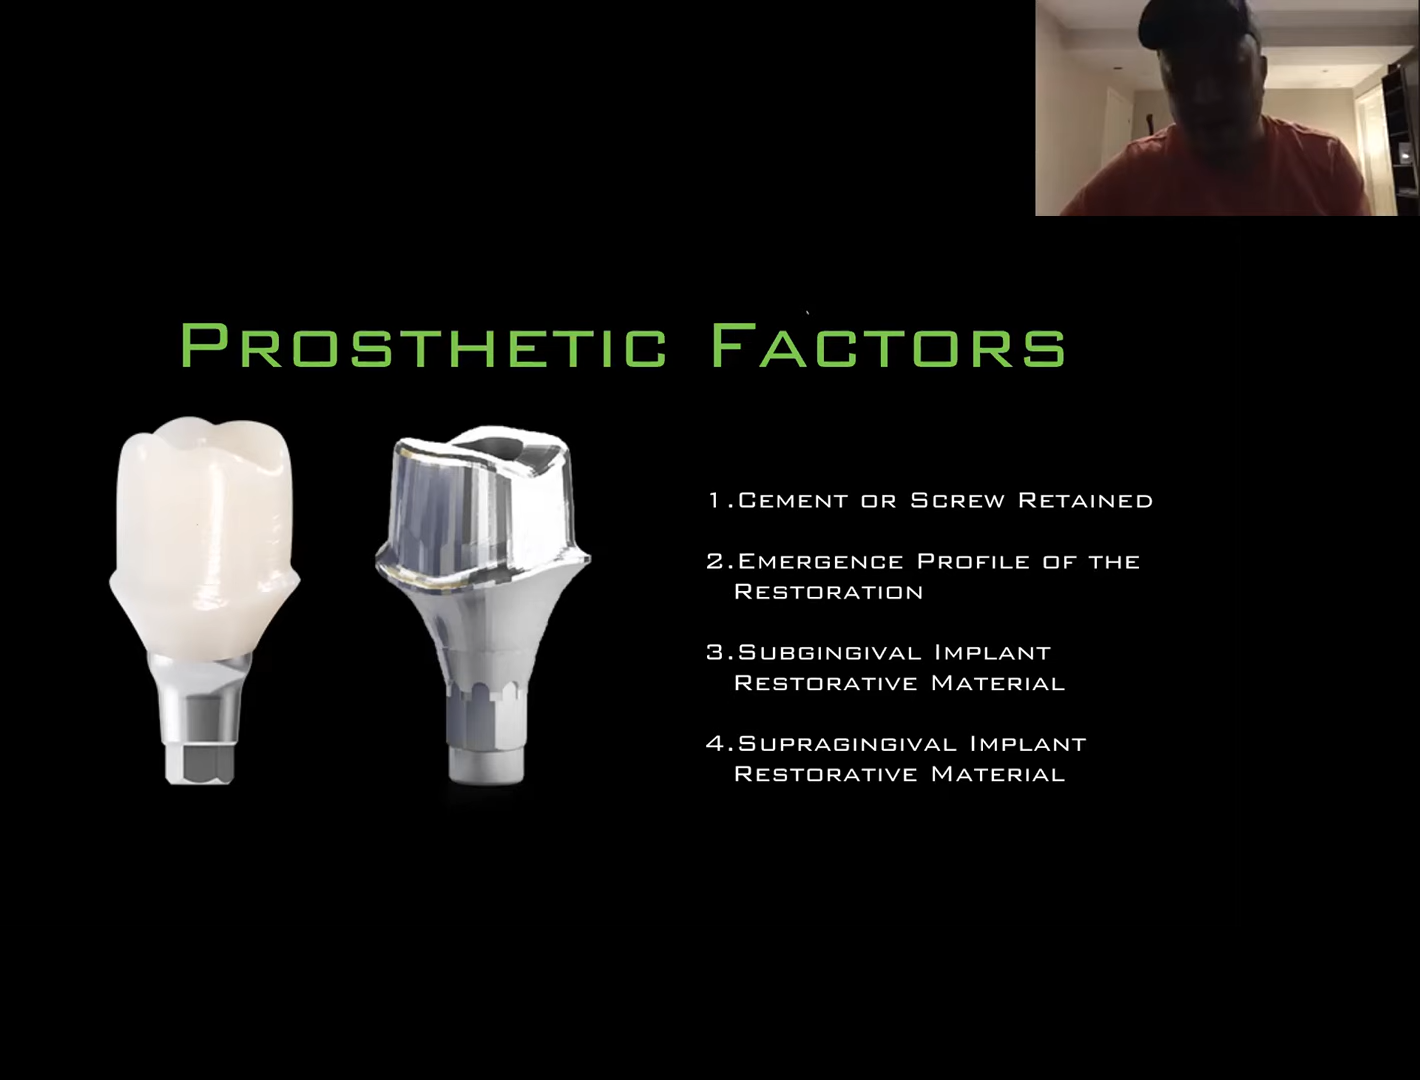 Prosthetic Factors
1.Cement or Screw Retained
2.Emergence Profile of the
Restoration
3.Subgingival Implant
Restorative Material
4.Supragingival Implant
Restorative Material